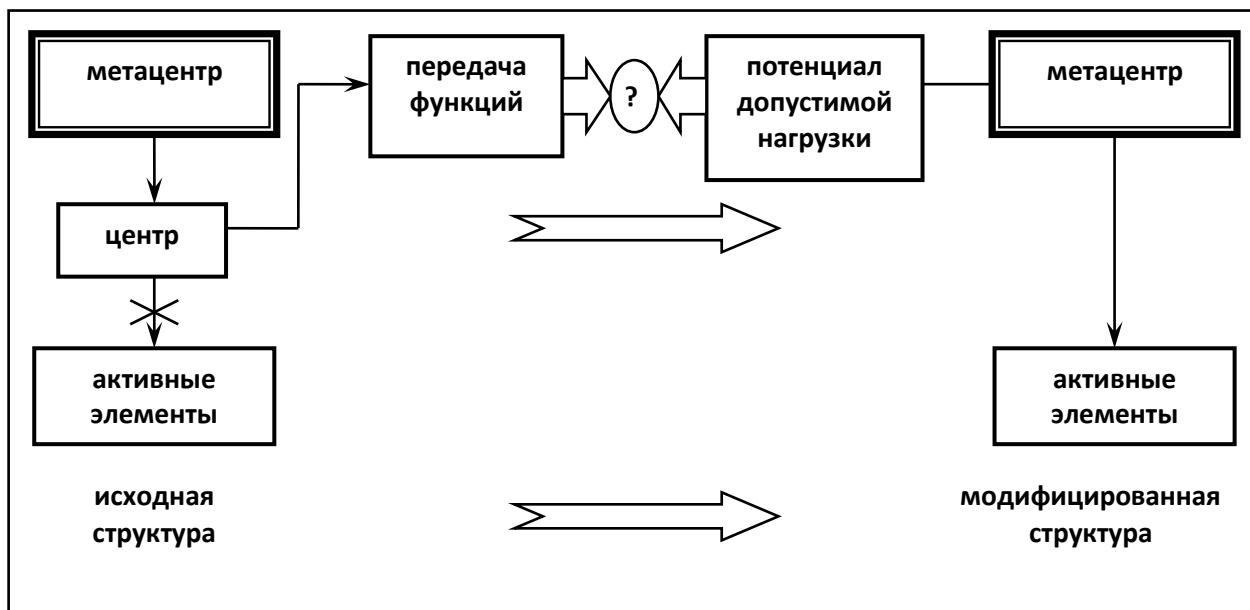 метацентр
передача
функций
?
потенциал
допустимой
нагрузки
метацентр
центр
активные
элементы
активные
элементы
исходная
структура
модифицированная
структура